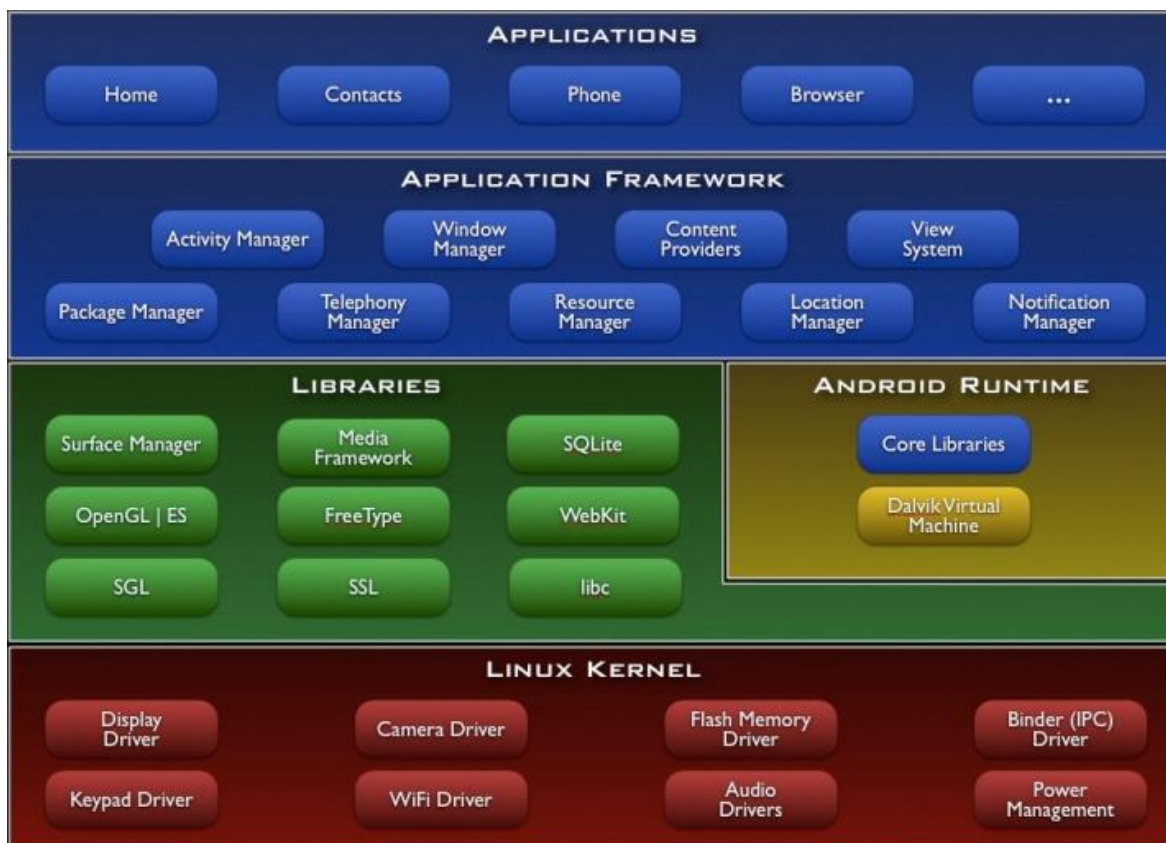 APPLICATIONS
Home
Contacts
Phone
Browser
...
APPLICATION FRAMEWORK
Activity Manager
Window
Manager
Content
Providers
View
System
Package Manager
Telephony
Manager
Resource
Manager
Location
Manager
Notification
Manager
LIBRARIES
Surface Manager
Media
Framework
SQLite
OpenGL | ES
FreeType
WebKit
SGL
SSL
libc
ANDROID RUNTIME
Core Libraries
Dalvik Virtual
Machine
LINUX KERNEL
Display
Driver
Camera Driver
Flash Memory
Driver
Binder (IPC)
Driver
Keypad Driver
WiFi Driver
Audio
Drivers
Power
Management